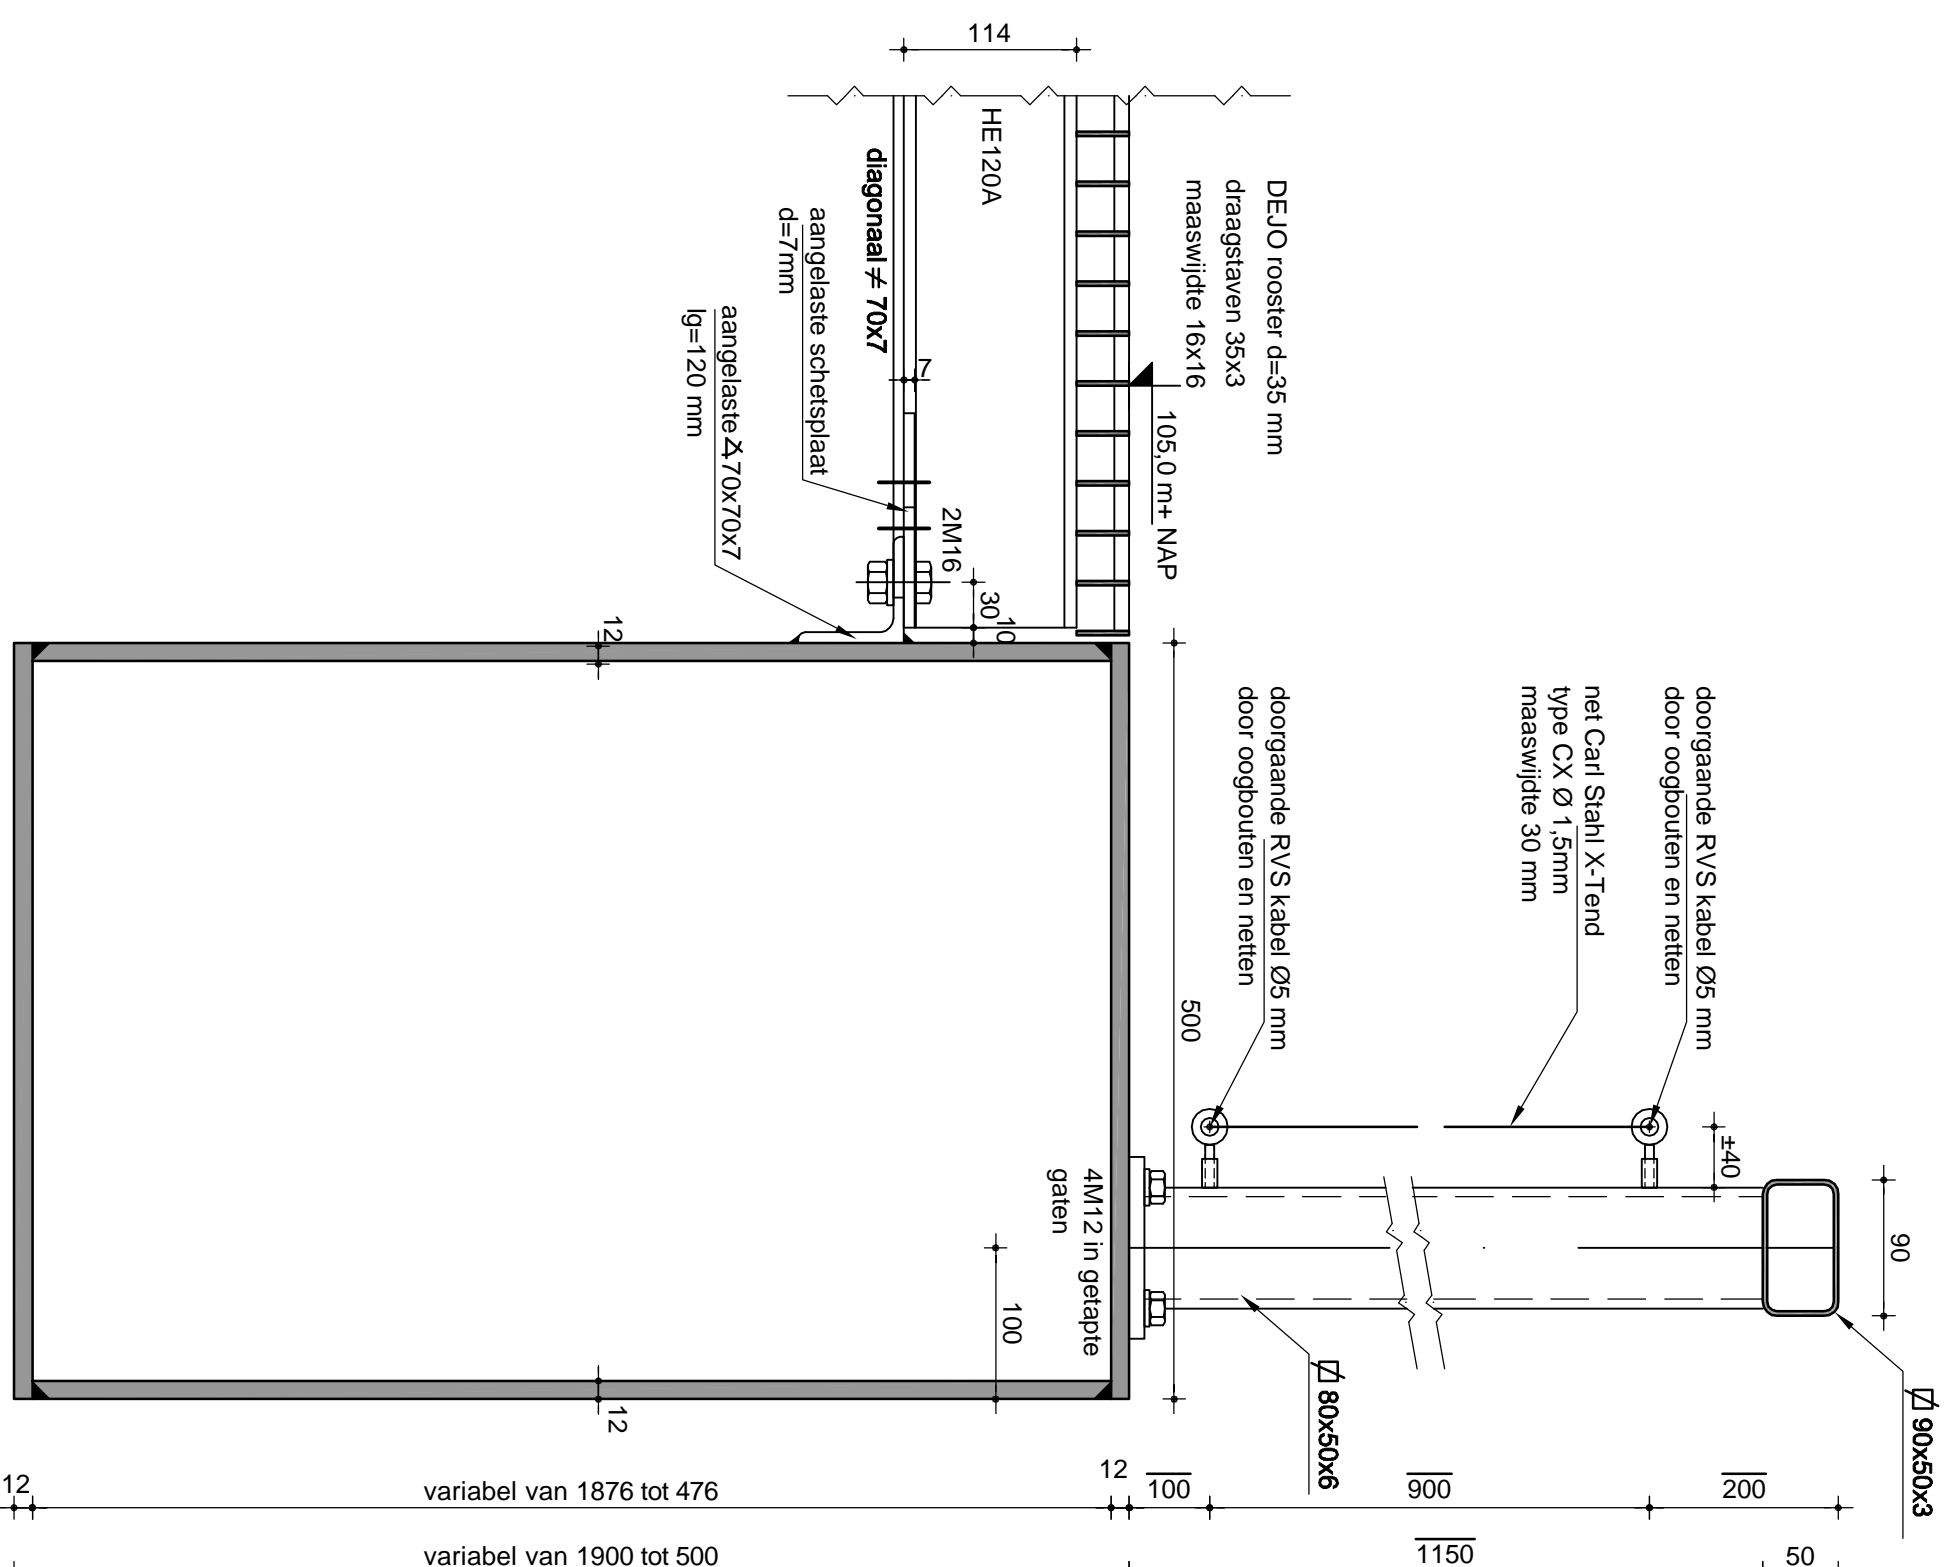 114
HE120A
DEJO rooster d=35 mm
draagstaven 35x3
maaswijdte 16x16
105,0 m+ NAP
diagonaal ≠ 70x7
aangelaste schetsplaat
d=7mm
aangelaste ∠ 70x70x7
lg=120 mm
7
2M16
30
10
12
doorgaande RVS kabel Ø5 mm
door oogbouten en netten
net Carl Stahl X-Tend
type CX Ø 1,5mm
maaswijdte 30 mm
doorgaande RVS kabel Ø5 mm
door oogbouten en netten
500
±40
90
4M12 in getapte
gaten
100
80x50x6
90x50x3
12
12
variabel van 1876 tot 476
12
100
900
200
variabel van 1900 tot 500
1150
50